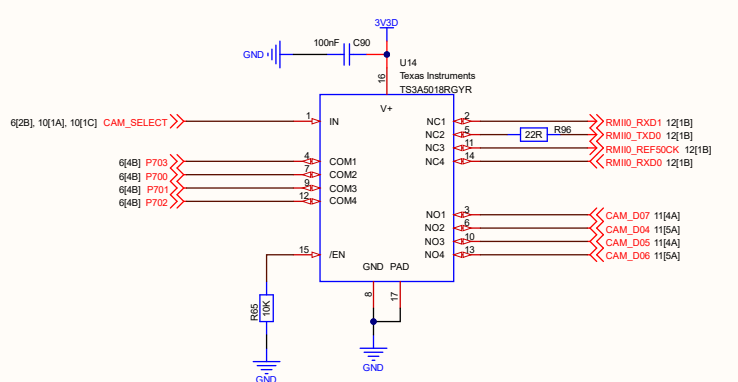 3V3D
100nF C90
GND
U14
Texas Instruments
TS3A5018RGYR
16
V+
6[2B], 10[1A], 10[1C] CAM_SELECT 1 IN
NC1 2 RMII0_RXD1 12[1B]
NC2 5 22R R96 RMII0_TXD0 12[1B]
NC3 11 RMII0_REF50CK 12[1B]
NC4 14 RMII0_RXD0 12[1B]
6[4B] P703 4 COM1
6[4B] P700 7 COM2
6[4B] P701 9 COM3
6[4B] P702 12 COM4
NO1 3 CAM_D07 11[4A]
NO2 6 CAM_D04 11[5A]
NO3 10 CAM_D05 11[4A]
NO4 13 CAM_D06 11[5A]
15 /EN
GND PAD
8 17
R65 10K
GND
GND